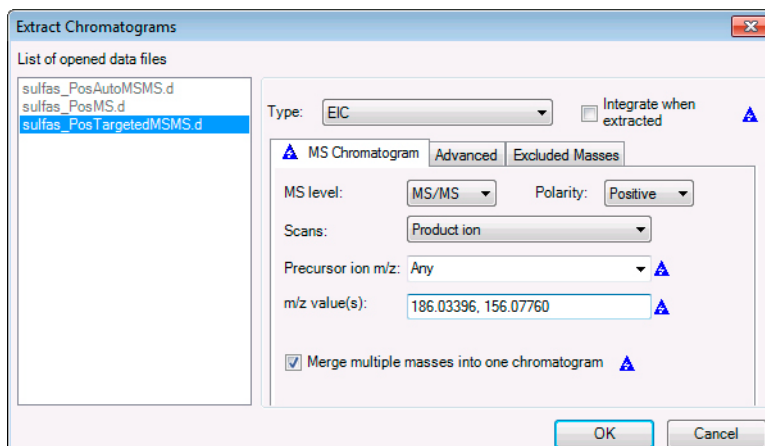 Extract Chromatograms
List of opened data files
sulfas_PosAutoMSMS.d
sulfas_PosMS.d
sulfas_PosTargetedMSMS.d
Type: EIC
Integrate when
extracted
MS Chromatogram Advanced Excluded Masses
MS level: MS/MS Polarity: Positive
Scans: Product ion
Precursor ion m/z: Any
m/z value(s): 186.03396, 156.07760
Merge multiple masses into one chromatogram
OK Cancel